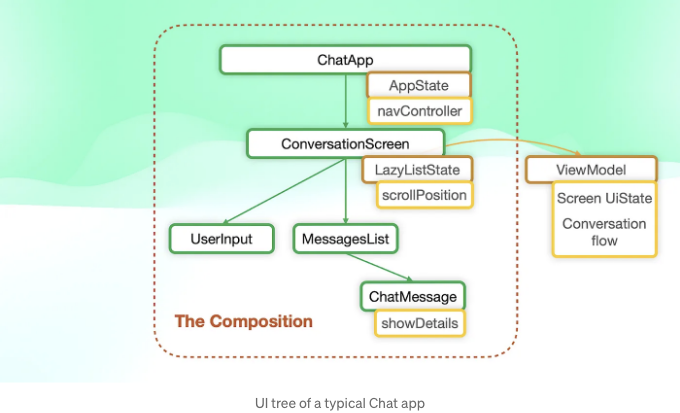 ChatApp
AppState
navController
ConversationScreen
LazyListState
scrollPosition
ViewModel
Screen UiState
Conversation
flow
UserInput
MessagesList
ChatMessage
showDetails
The Composition
UI tree of a typical Chat app